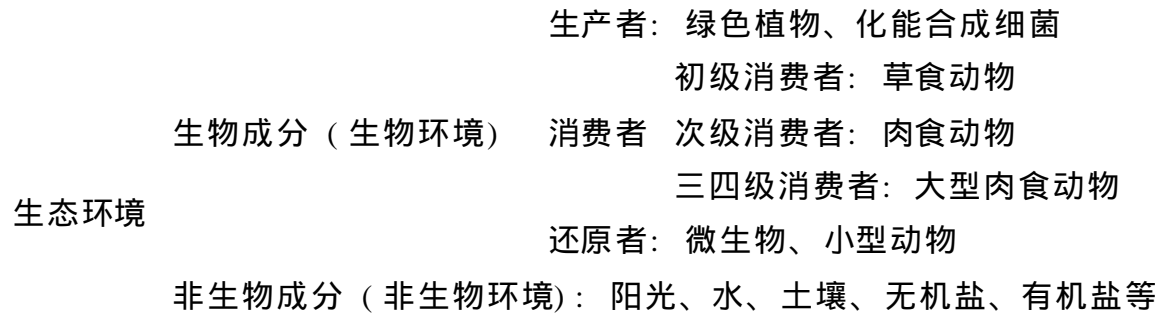 生产者: 绿色植物、化能合成细菌
初级消费者: 草食动物
生物成分 ( 生物环境) 消费者 次级消费者: 肉食动物
三四级消费者: 大型肉食动物
生态环境
还原者: 微生物、小型动物
非生物成分 ( 非生物环境) : 阳光、水、土壤、无机盐、有机盐等